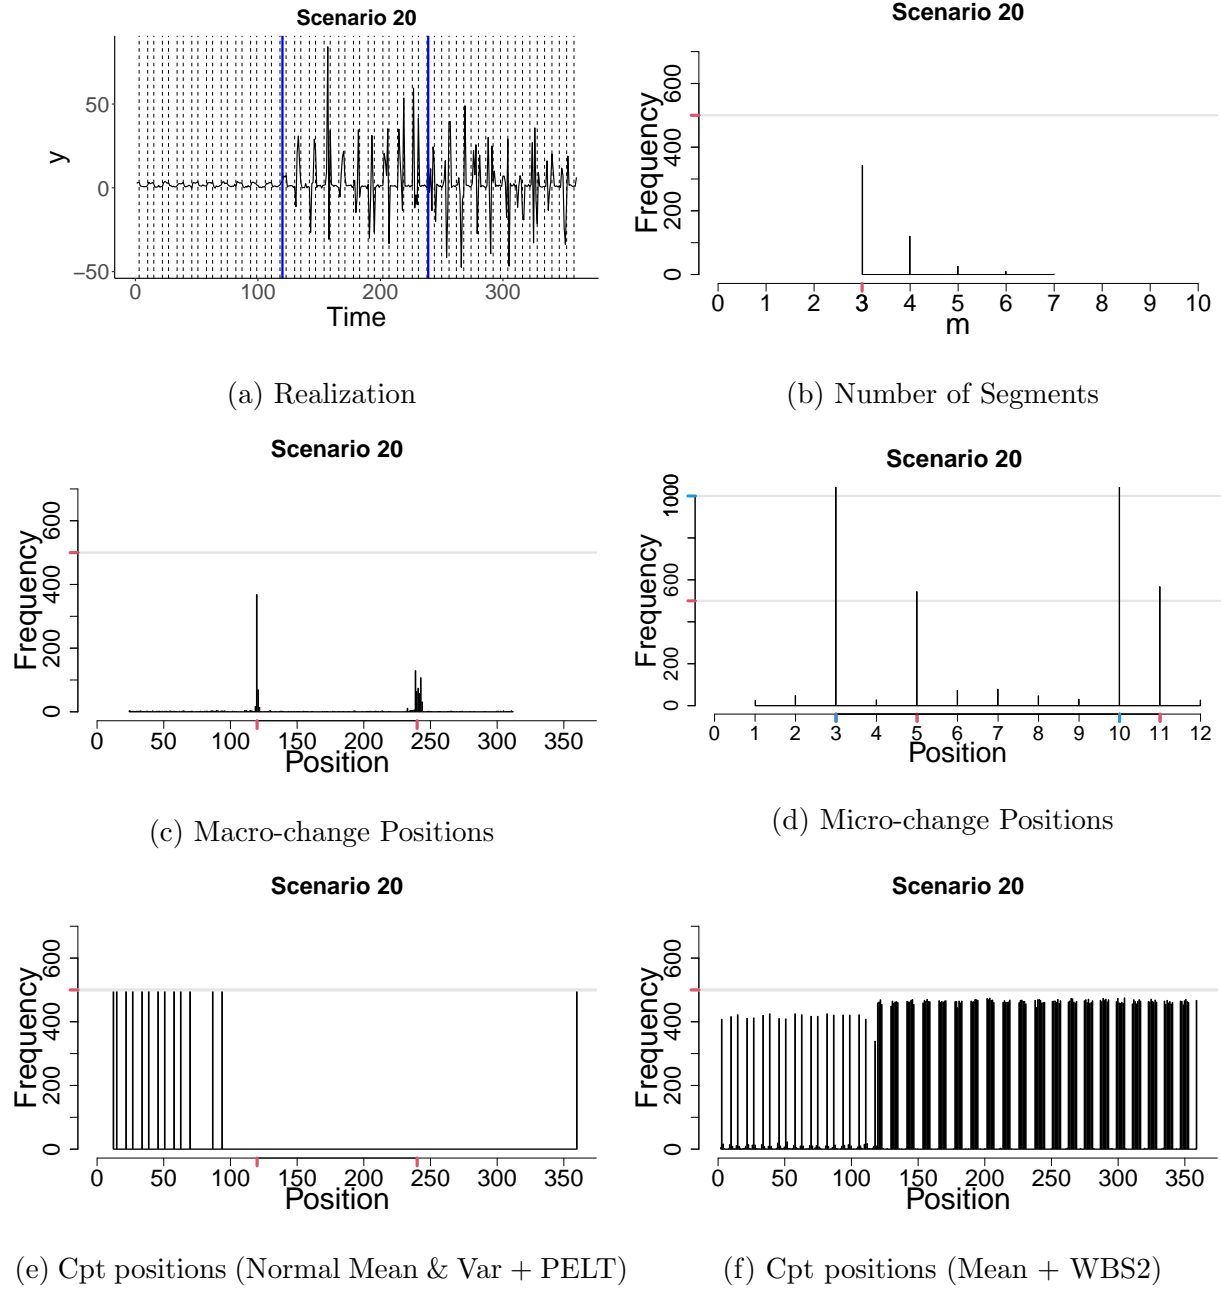 Scenario 20
y
50
0
−50
0 100 200 300
Time
(a) Realization
Scenario 20
Frequency
0 200 400 600
0 1 2 3 4 5 6 7 8 9 10
m
(b) Number of Segments
Scenario 20
Frequency
0 200 400 600
0 50 100 150 200 250 300 350
Position
(c) Macro-change Positions
Scenario 20
Frequency
0 200 600 1000
0 1 2 3 4 5 6 7 8 9 10 11 12
Position
(d) Micro-change Positions
Scenario 20
Frequency
0 200 400 600
0 50 100 150 200 250 300 350
Position
(e) Cpt positions (Normal Mean & Var + PELT)
Scenario 20
Frequency
0 200 400 600
0 50 100 150 200 250 300 350
Position
(f) Cpt positions (Mean + WBS2)